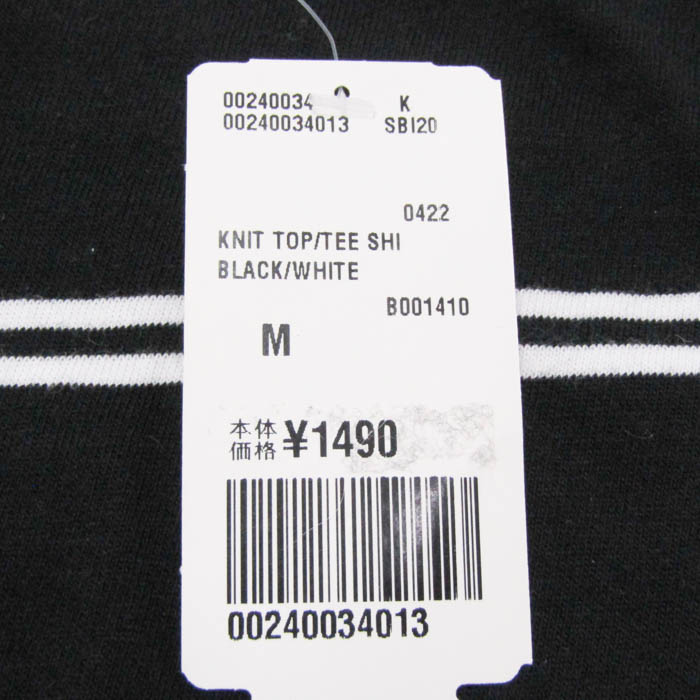 00240034 K
00240034013 SBI20
0422
KNIT TOP/TEE SHI
BLACK/WHITE
B001410
M
本体
価格 ¥1490
00240034013